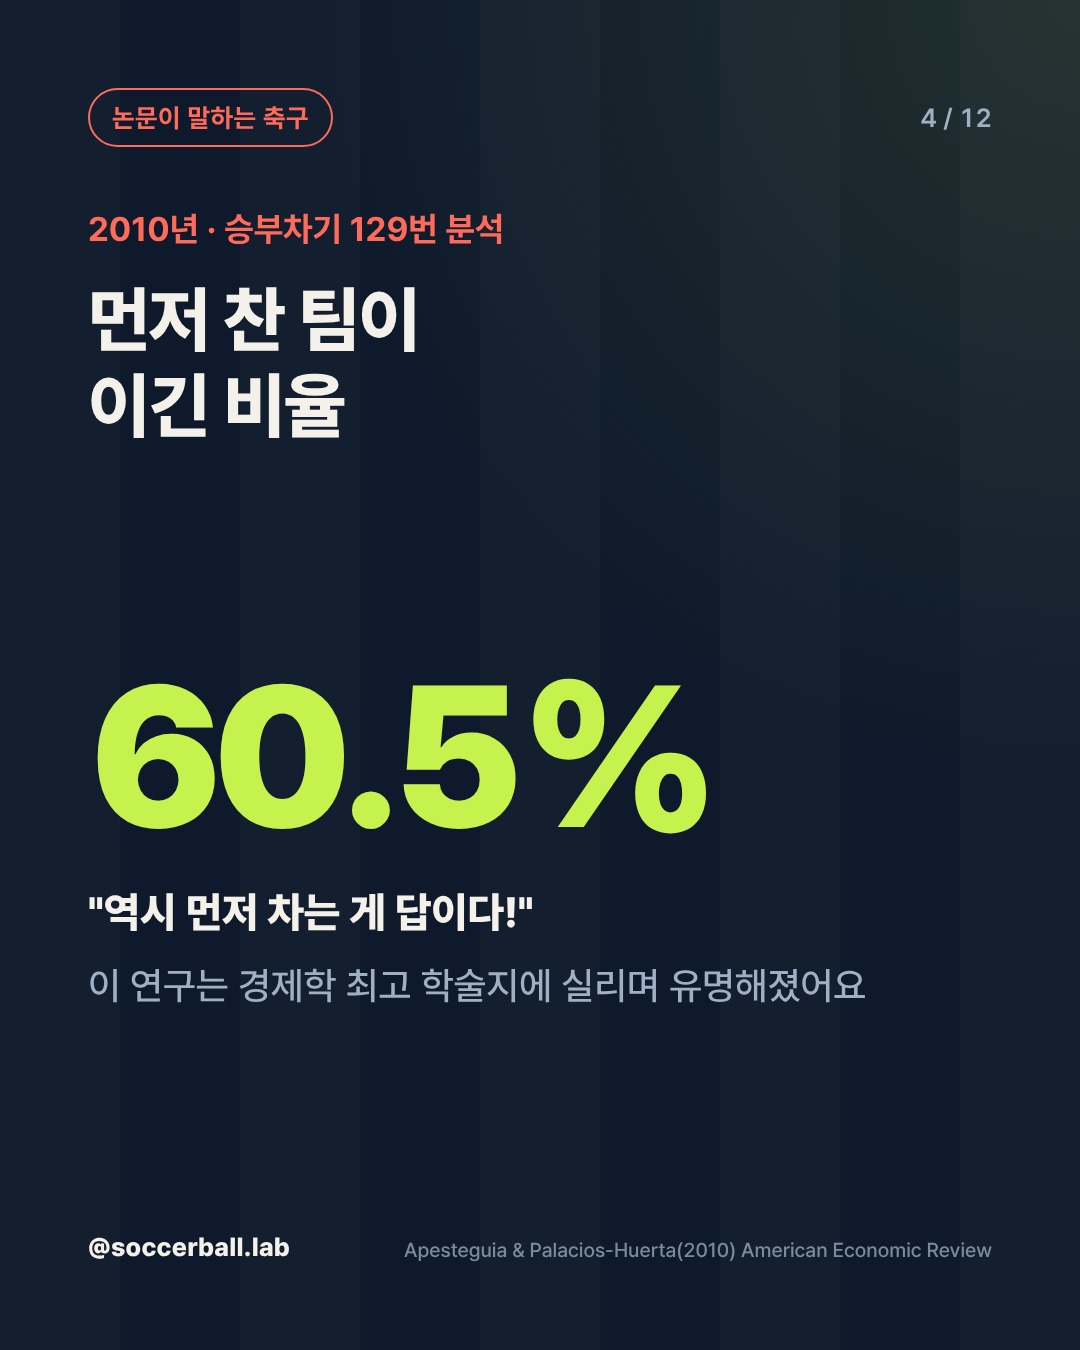 논문이 말하는 축구
4 / 12
2010년 · 승부차기 129번 분석
먼저 찬 팀이
이긴 비율
60.5%
"역시 먼저 차는 게 답이다!"
이 연구는 경제학 최고 학술지에 실리며 유명해졌어요
@soccerball.lab
Apesteguia & Palacios-Huerta(2010) American Economic Review